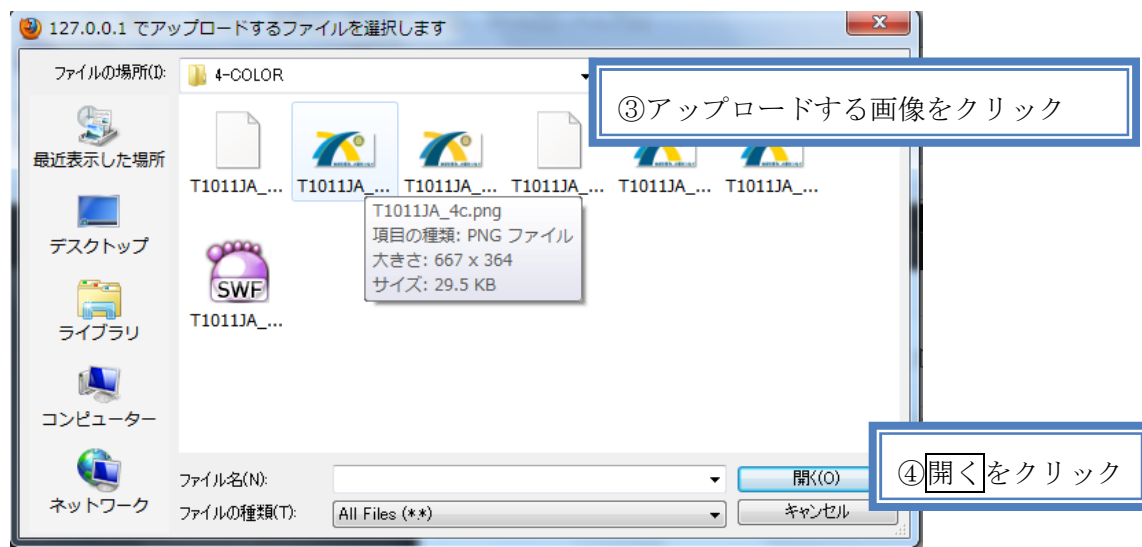 127.0.0.1 でアップロードするファイルを選択します
ファイルの場所(I):
4-COLOR
③アップロードする画像をクリック
最近表示した場所
T1011JA_...
T1011JA_...
T1011JA_...
T1011JA_...
T1011JA_...
T1011JA_...
T1011JA_4c.png
項目の種類: PNG ファイル
大きさ: 667 x 364
サイズ: 29.5 KB
デスクトップ
SWF
T1011JA_...
ライブラリ
コンピューター
ネットワーク
ファイル名(N):
開く(O)
④開くをクリック
ファイルの種類(T):
All Files (*.*)
キャンセル